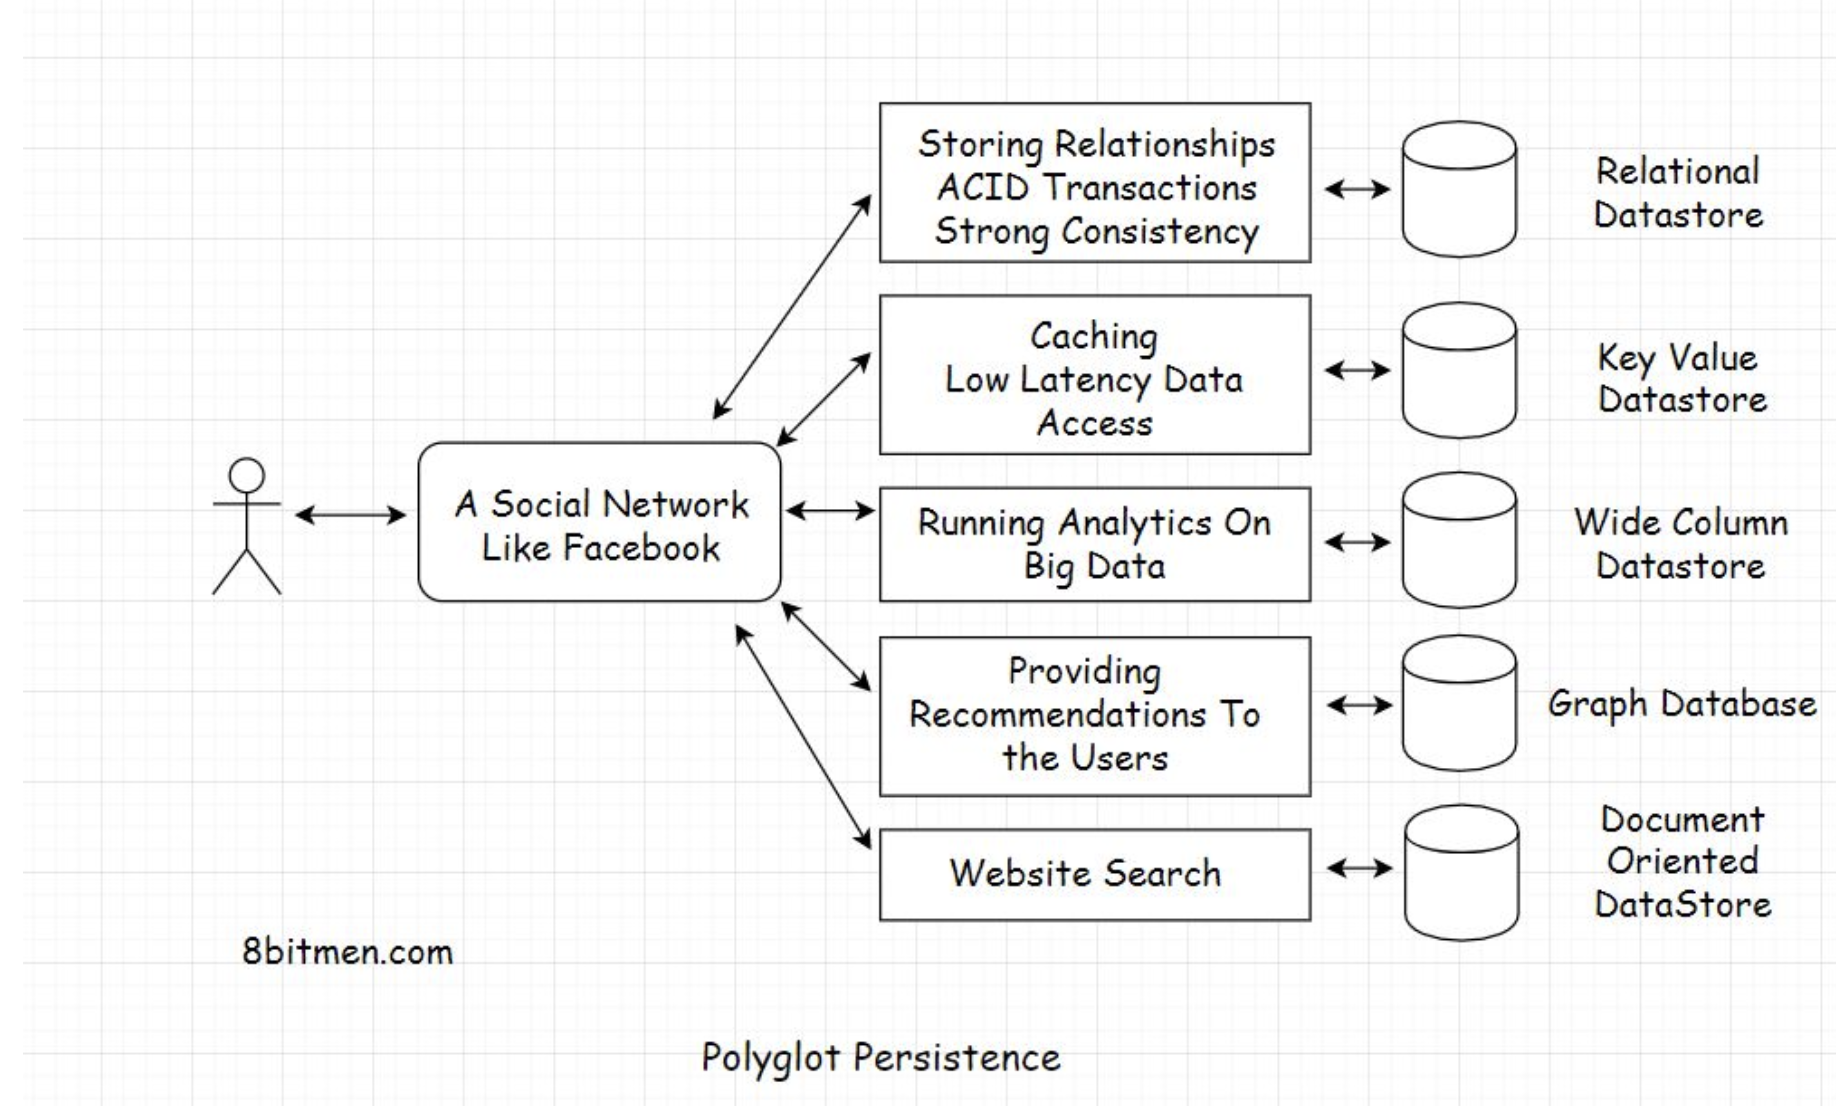 Storing Relationships
ACID Transactions
Strong Consistency
Relational
Datastore
Caching
Low Latency Data
Access
Key Value
Datastore
A Social Network
Like Facebook
Running Analytics On
Big Data
Wide Column
Datastore
Providing
Recommendations To
the Users
Graph Database
Website Search
Document
Oriented
DataStore
8bitmen.com
Polyglot Persistence